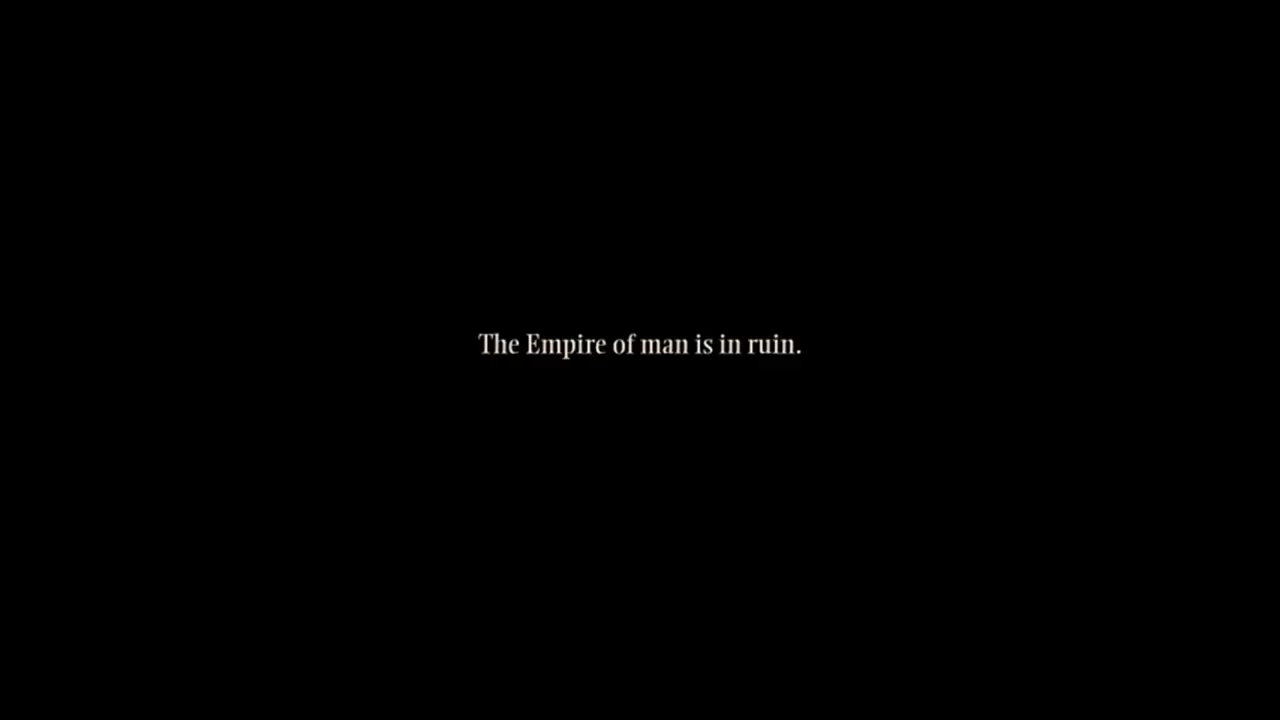 The Empire of man is in ruin.